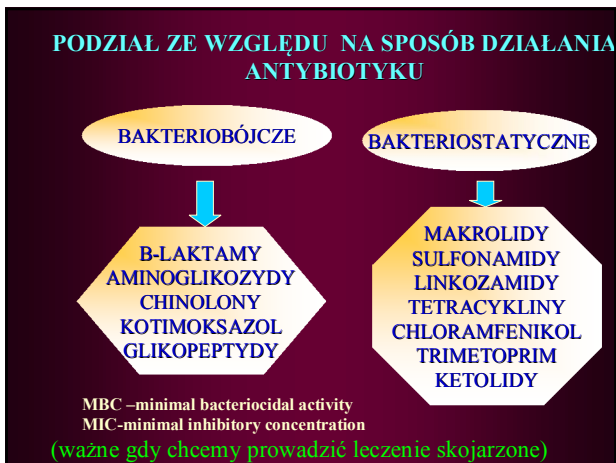 PODZIAŁ ZE WZGLĘDU NA SPOSÓB DZIAŁANIA
ANTYBIOTYKU
BAKTERIOBÓJCZE
BAKTERIOSTATYCZNE
B-LAKTAMY
AMINOGLIKOZYDY
CHINOLONY
KOTIMOKSAZOL
GLIKOPEPTYDY
MAKROLIDY
SULFONAMIDY
LINKOZAMIDY
TETRACYKLINY
CHLORAMFENIKOL
TRIMETOPRIM
KETOLIDY
MBC –minimal bacteriocidal activity
MIC-minimal inhibitory concentration
(ważne gdy chcemy prowadzić leczenie skojarzone)